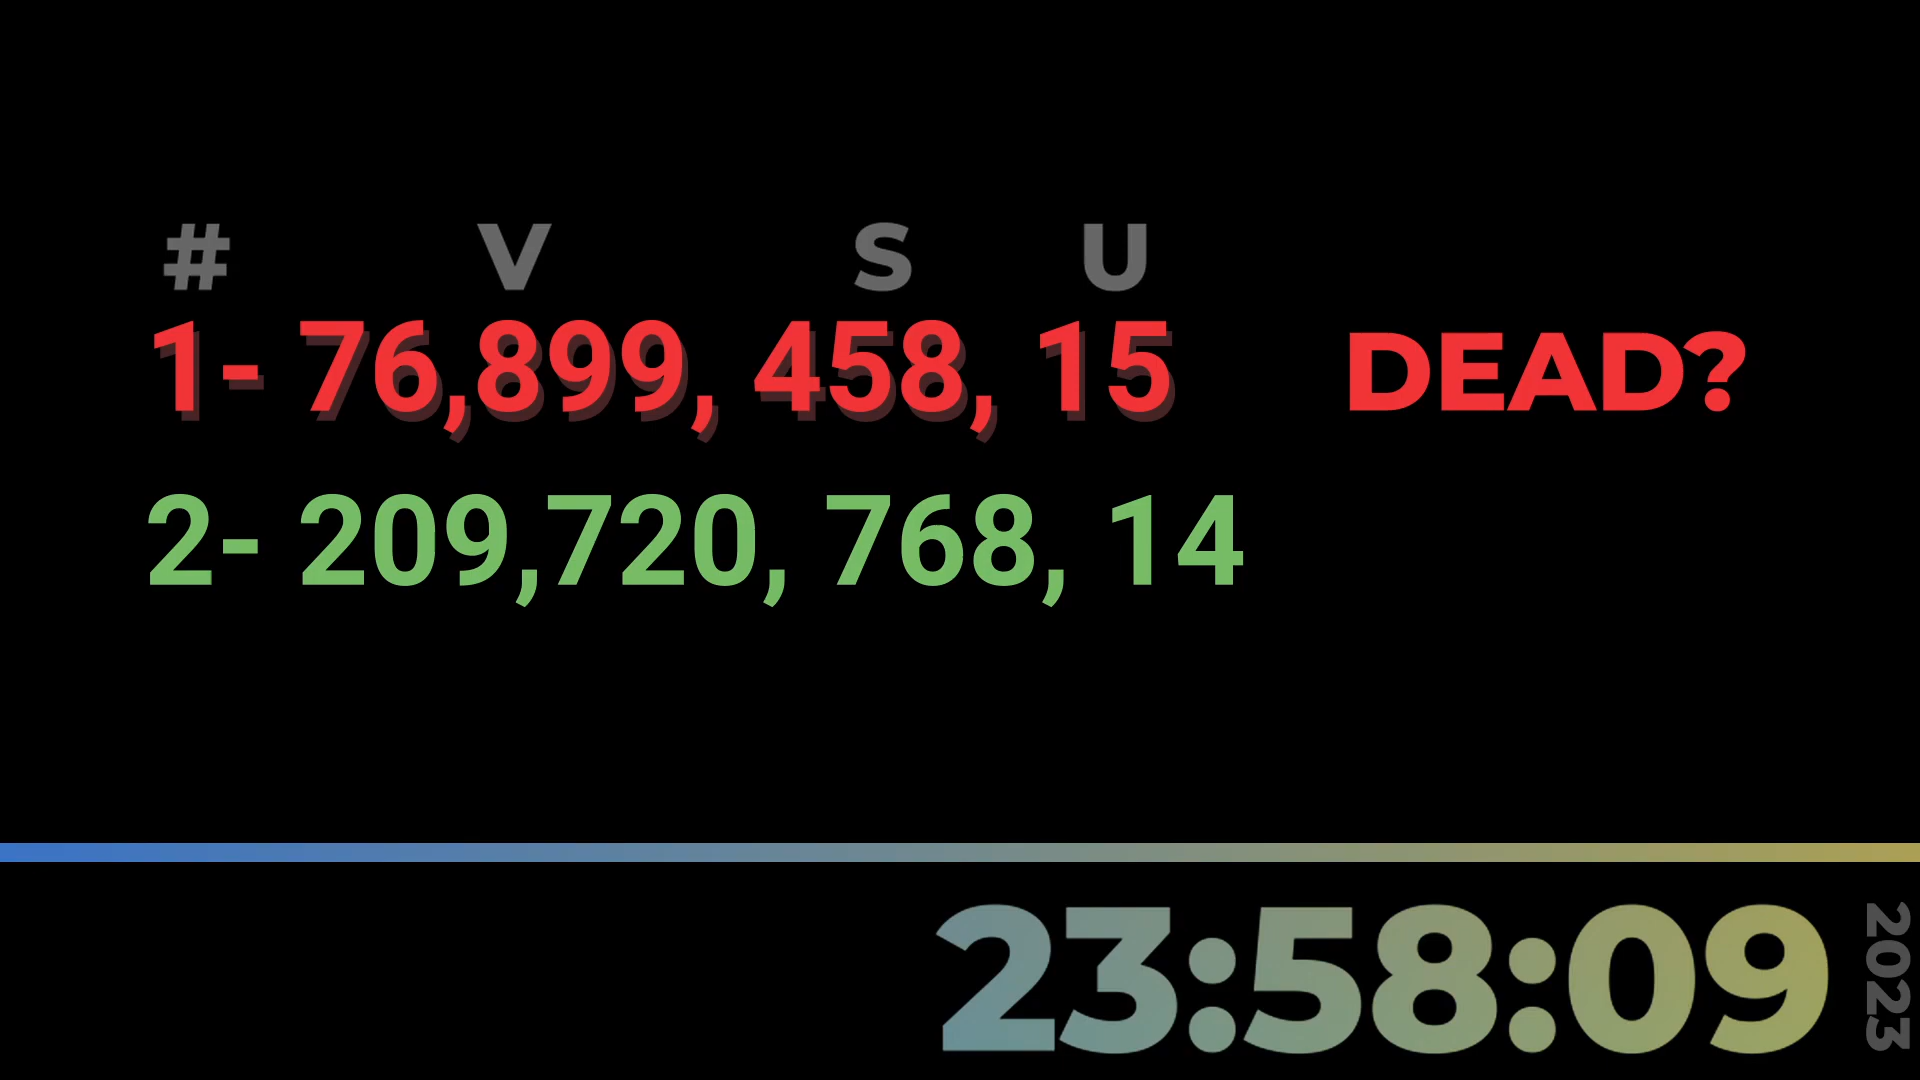 # V S U
1- 76,899, 458, 15 DEAD?
2- 209,720, 768, 14
23:58:09
2023